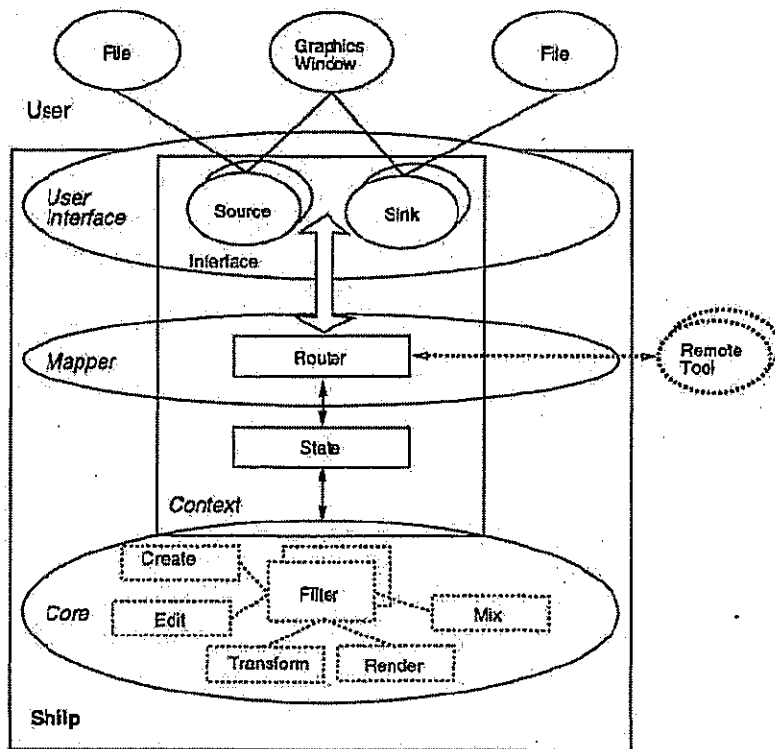 File
Graphics
Window
File
User
User
Interface
Source
Sink
Interface
Mapper
Router
Remote
Tool
State
Context
Create
Filter
Core
Edit
Mix
Transform
Render
Shilp